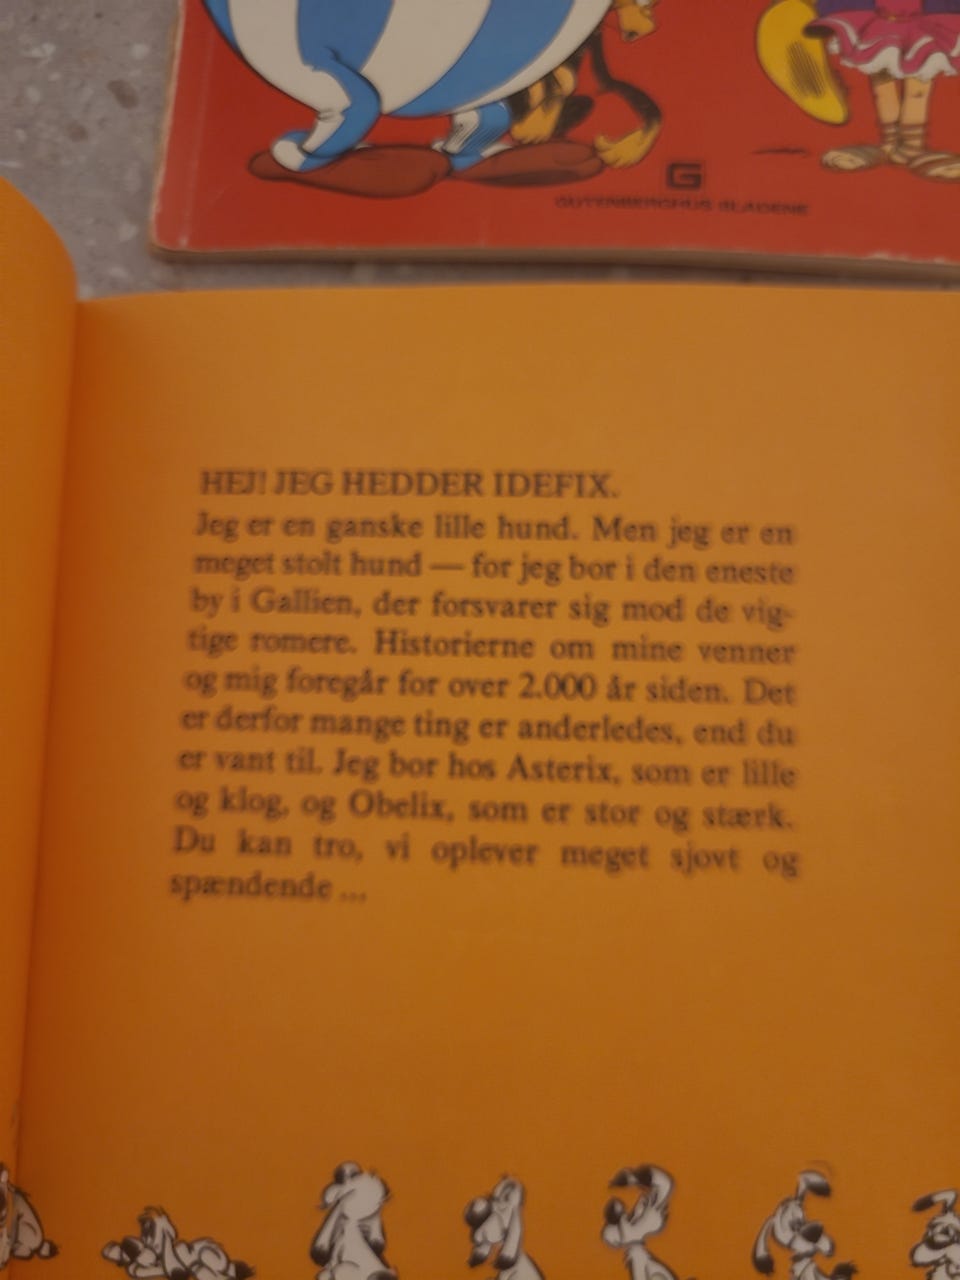 G
GUTENBERGHUS BLADENE
HEJ! JEG HEDDER IDEFIX.
Jeg er en ganske lille hund. Men jeg er en
meget stolt hund — for jeg bor i den eneste
by i Gallien, der forsvarer sig mod de vig-
tige romere. Historierne om mine venner
og mig foregår for over 2.000 år siden. Det
er derfor mange ting er anderledes, end du
er vant til. Jeg bor hos Asterix, som er lille
og klog, og Obelix, som er stor og stærk.
Du kan tro, vi oplever meget sjovt og
spændende ...